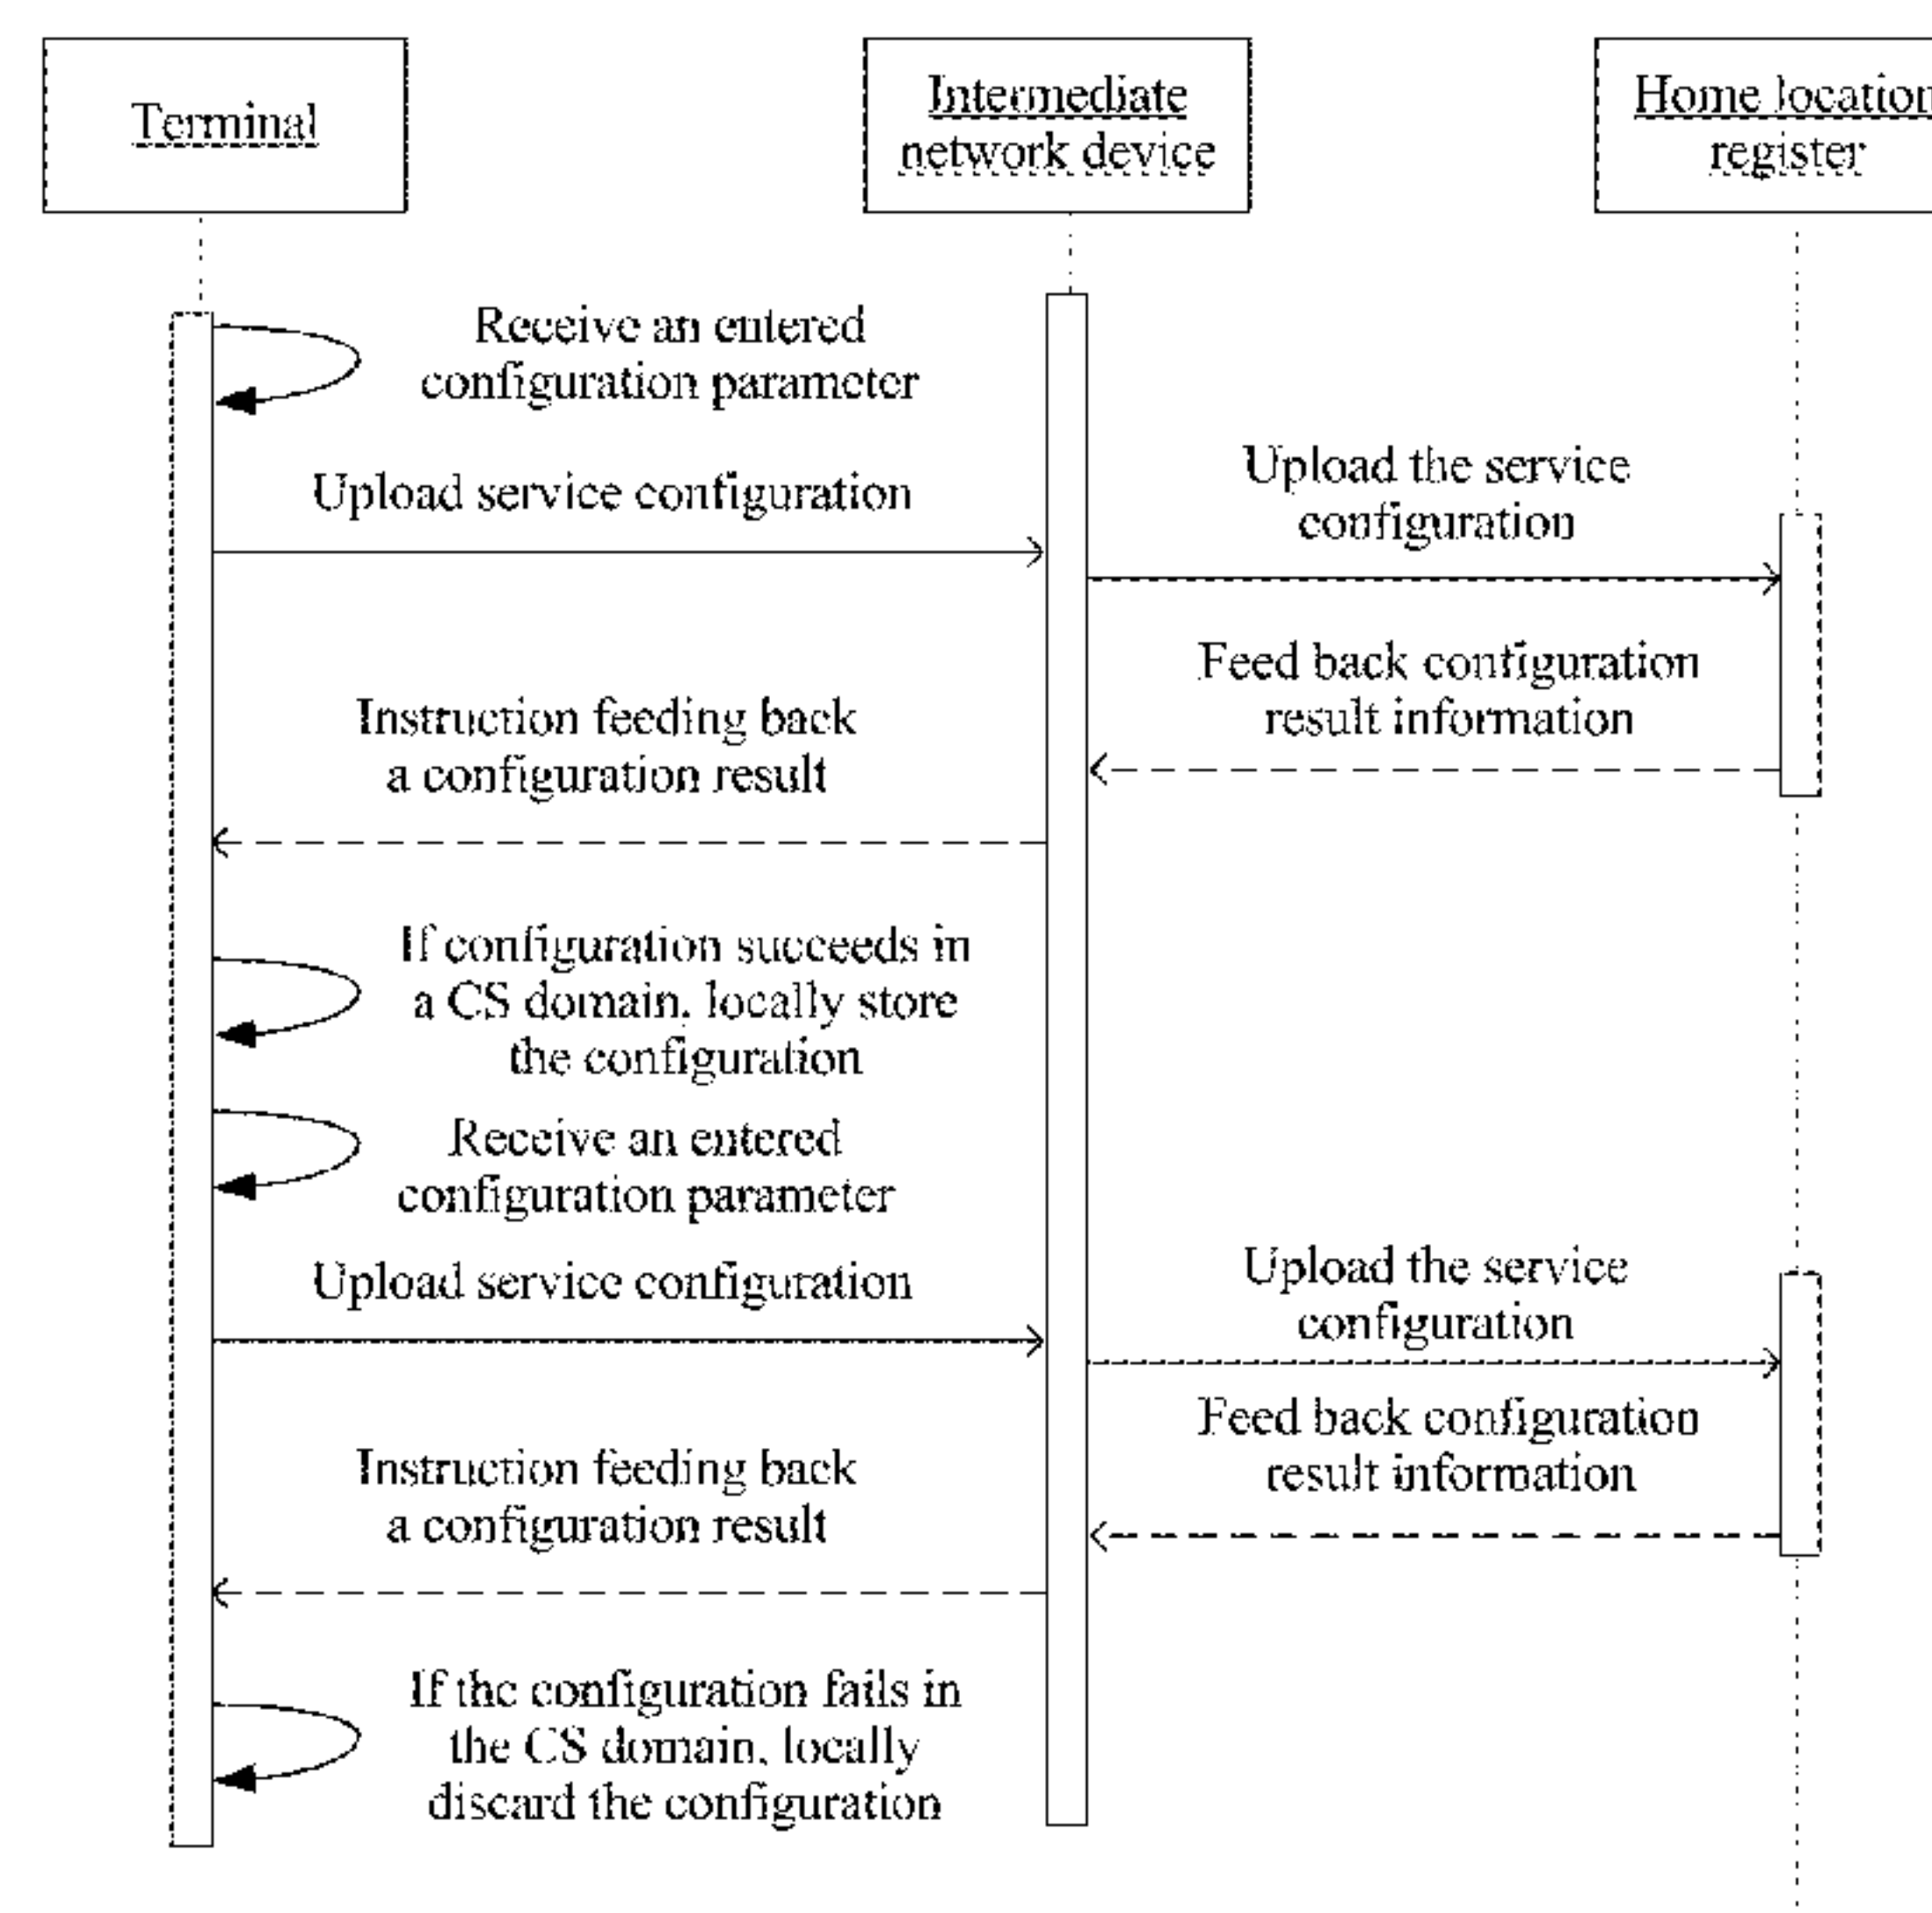 Terminal
Intermediate
network device
Home location
register
Receive an entered
configuration parameter
Upload service configuration
Upload the service
configuration
Feed back configuration
result information
Instruction feeding back
a configuration result
If configuration succeeds in
a CS domain, locally store
the configuration
Receive an entered
configuration parameter
Upload service configuration
Upload the service
configuration
Feed back configuration
result information
Instruction feeding back
a configuration result
If the configuration fails in
the CS domain, locally
discard the configuration